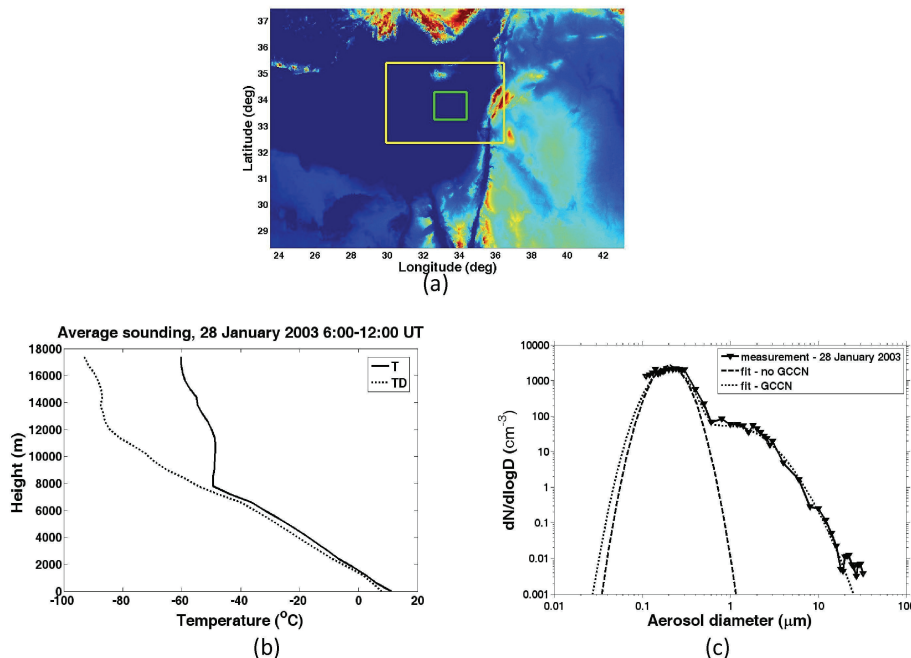 37
36
35
34
33
32
31
30
29
Latitude (deg)
24 26 28 30 32 34 36 38 40 42
Longitude (deg)
(a)
Average sounding, 28 January 2003 6:00-12:00 UT
18000
16000
14000
12000
10000
8000
6000
4000
2000
0
Height (m)
T
TD
-100 -80 -60 -40 -20 0 20
Temperature (°C)
(b)
10000
1000
100
10
1
0.1
0.01
0.001
dN/dlogD (cm⁻³)
measurement - 28 January 2003
fit - no GCCN
fit - GCCN
0.01 0.1 1 10 100
Aerosol diameter (μm)
(c)